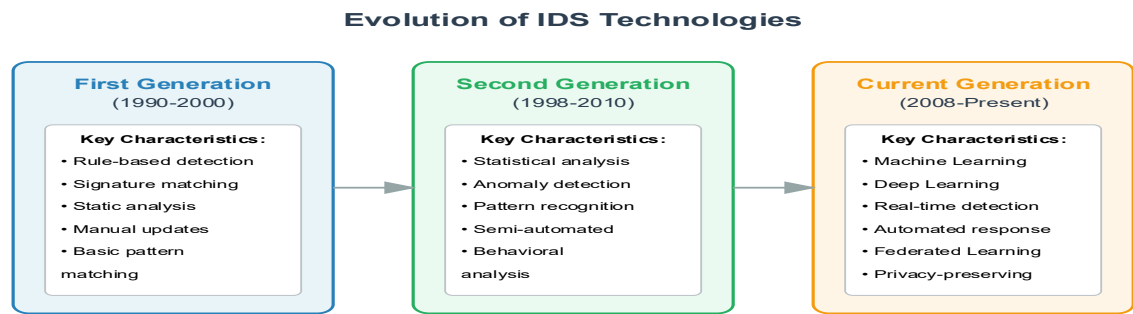 Evolution of IDS Technologies
First Generation
(1990-2000)
Key Characteristics:
• Rule-based detection
• Signature matching
• Static analysis
• Manual updates
• Basic pattern
matching
Second Generation
(1998-2010)
Key Characteristics:
• Statistical analysis
• Anomaly detection
• Pattern recognition
• Semi-automated
• Behavioral
analysis
Current Generation
(2008-Present)
Key Characteristics:
• Machine Learning
• Deep Learning
• Real-time detection
• Automated response
• Federated Learning
• Privacy-preserving